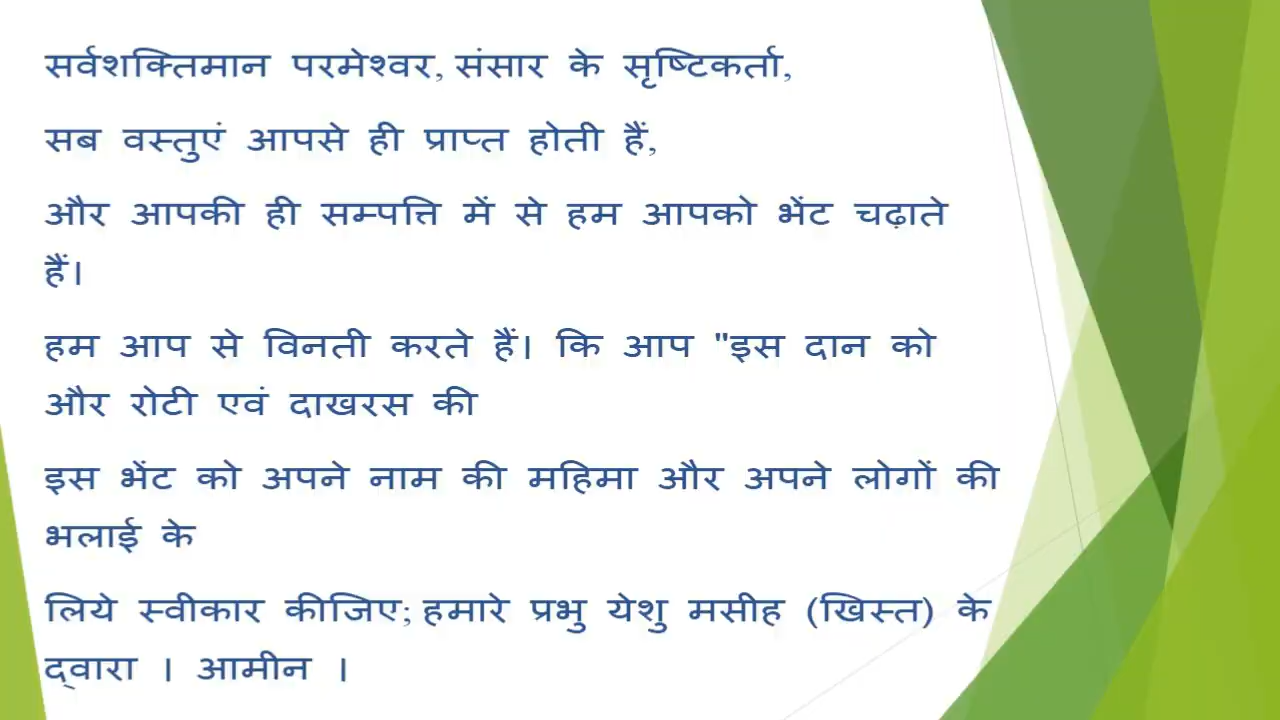 सर्वशक्तिमान परमेश्वर, संसार के सृष्टिकर्ता,
सब वस्तुएं आपसे ही प्राप्त होती हैं,
और आपकी ही सम्पत्ति में से हम आपको भेंट चढ़ाते
हैं।
हम आप से विनती करते हैं। कि आप "इस दान को
और रोटी एवं दाखरस की
इस भेंट को अपने नाम की महिमा और अपने लोगों की
भलाई के
लिये स्वीकार कीजिए; हमारे प्रभु येशु मसीह (खिस्त) के
द्वारा । आमीन ।